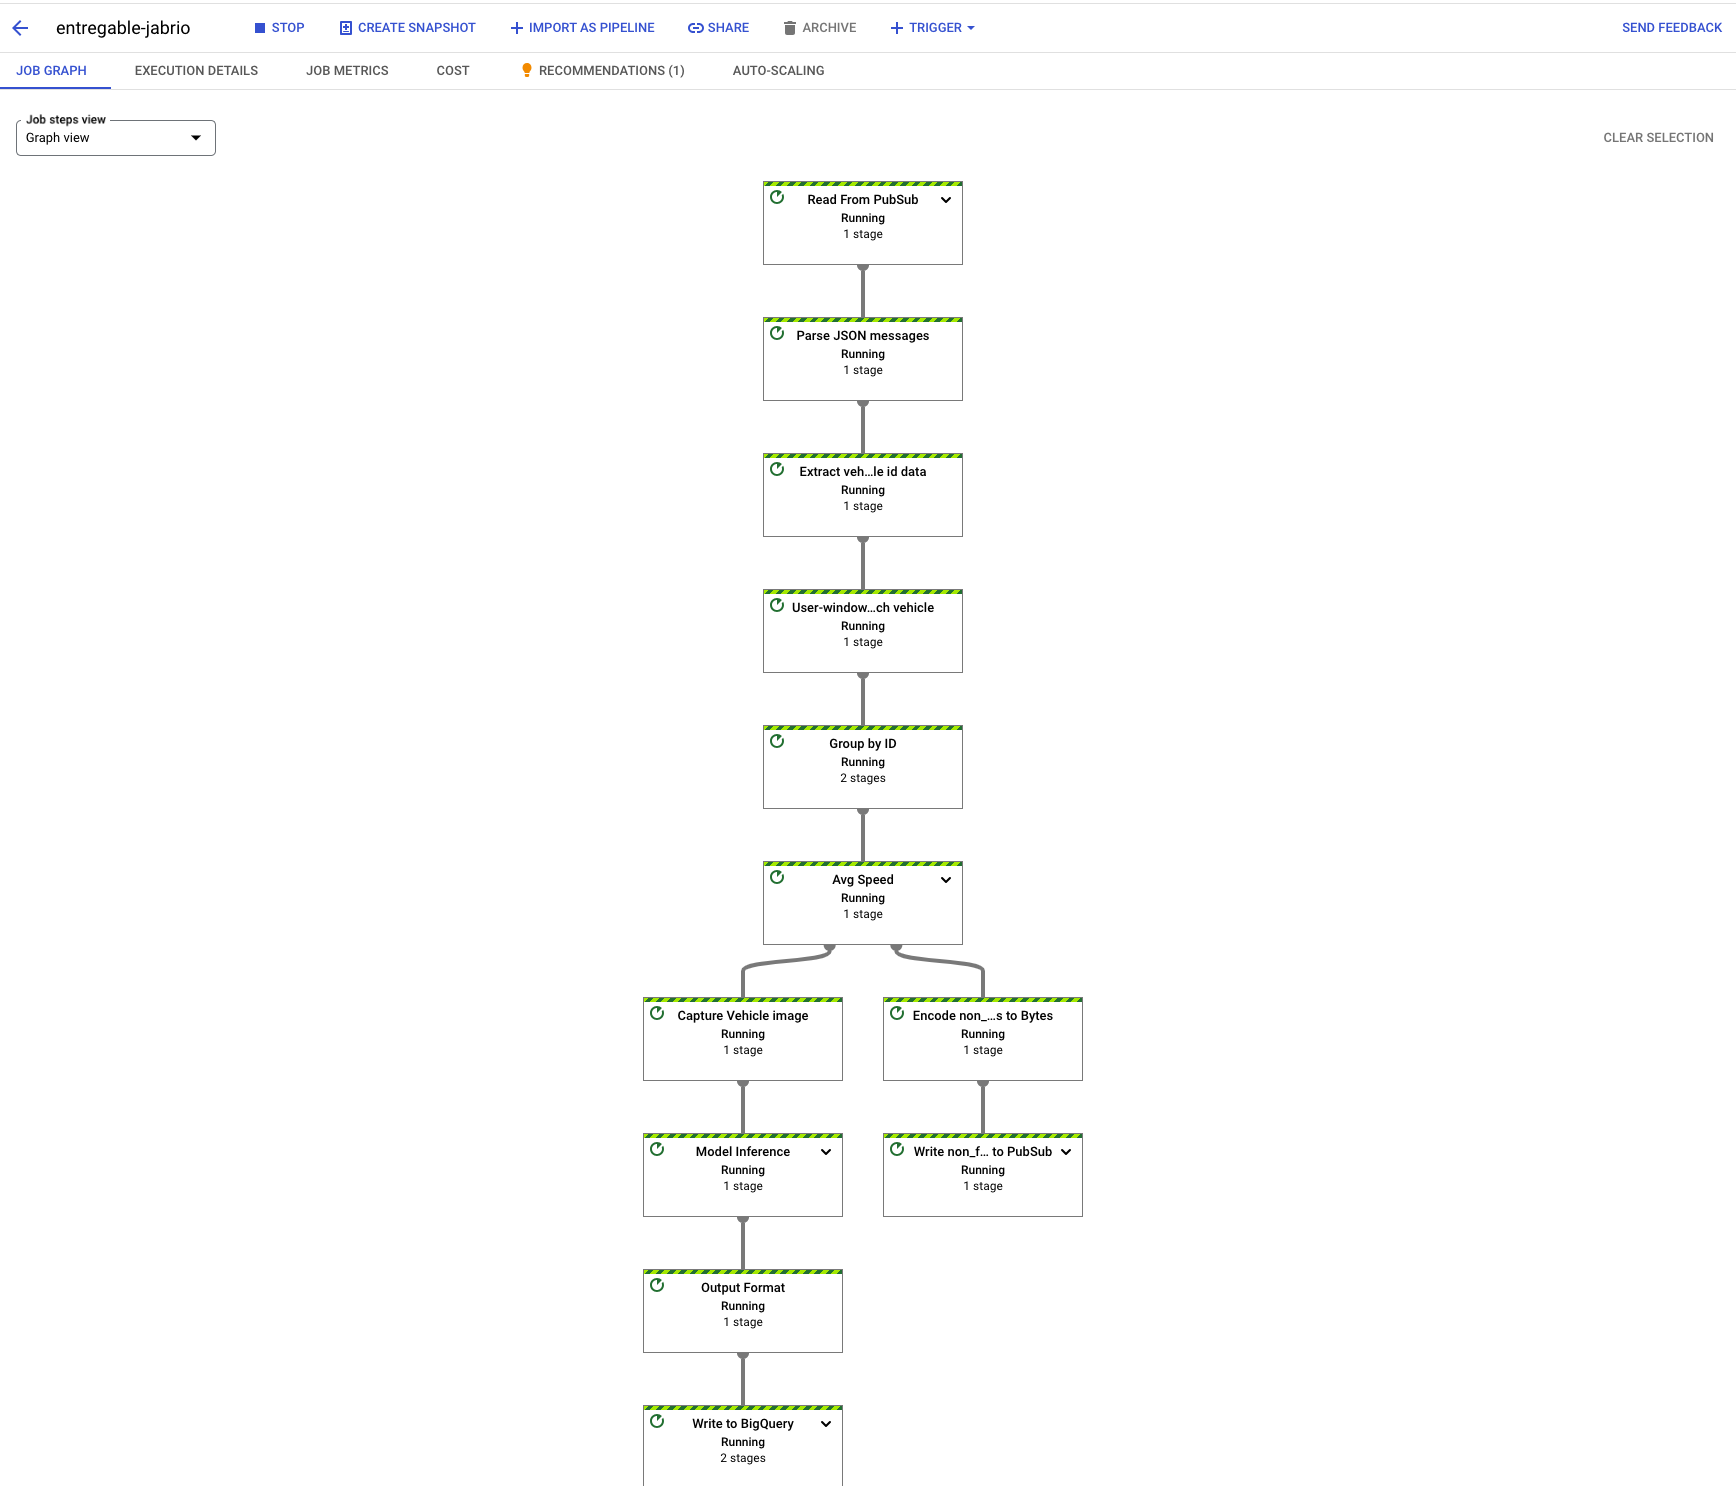 entregable-jabrio
STOP
CREATE SNAPSHOT
IMPORT AS PIPELINE
SHARE
ARCHIVE
TRIGGER
SEND FEEDBACK
JOB GRAPH
EXECUTION DETAILS
JOB METRICS
COST
RECOMMENDATIONS (1)
AUTO-SCALING
Job steps view
Graph view
CLEAR SELECTION
Read From PubSub
Running
1 stage
Parse JSON messages
Running
1 stage
Extract veh...le id data
Running
1 stage
User-window...ch vehicle
Running
1 stage
Group by ID
Running
2 stages
Avg Speed
Running
1 stage
Capture Vehicle image
Running
1 stage
Encode non_...s to Bytes
Running
1 stage
Model Inference
Running
1 stage
Write non_f... to PubSub
Running
1 stage
Output Format
Running
1 stage
Write to BigQuery
Running
2 stages